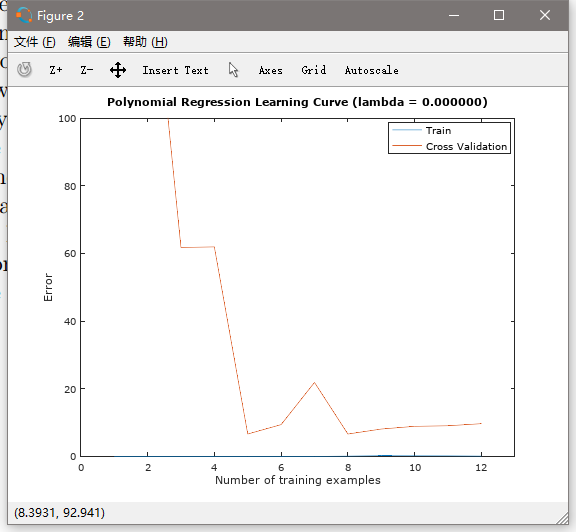 Figure 2
文件 (F) 编辑 (E) 帮助 (H)
Z+ Z- Insert Text Axes Grid Autoscale
Polynomial Regression Learning Curve (lambda = 0.000000)
Train
Cross Validation
100
80
60
40
20
0
Error
0 2 4 6 8 10 12
Number of training examples
(8.3931, 92.941)